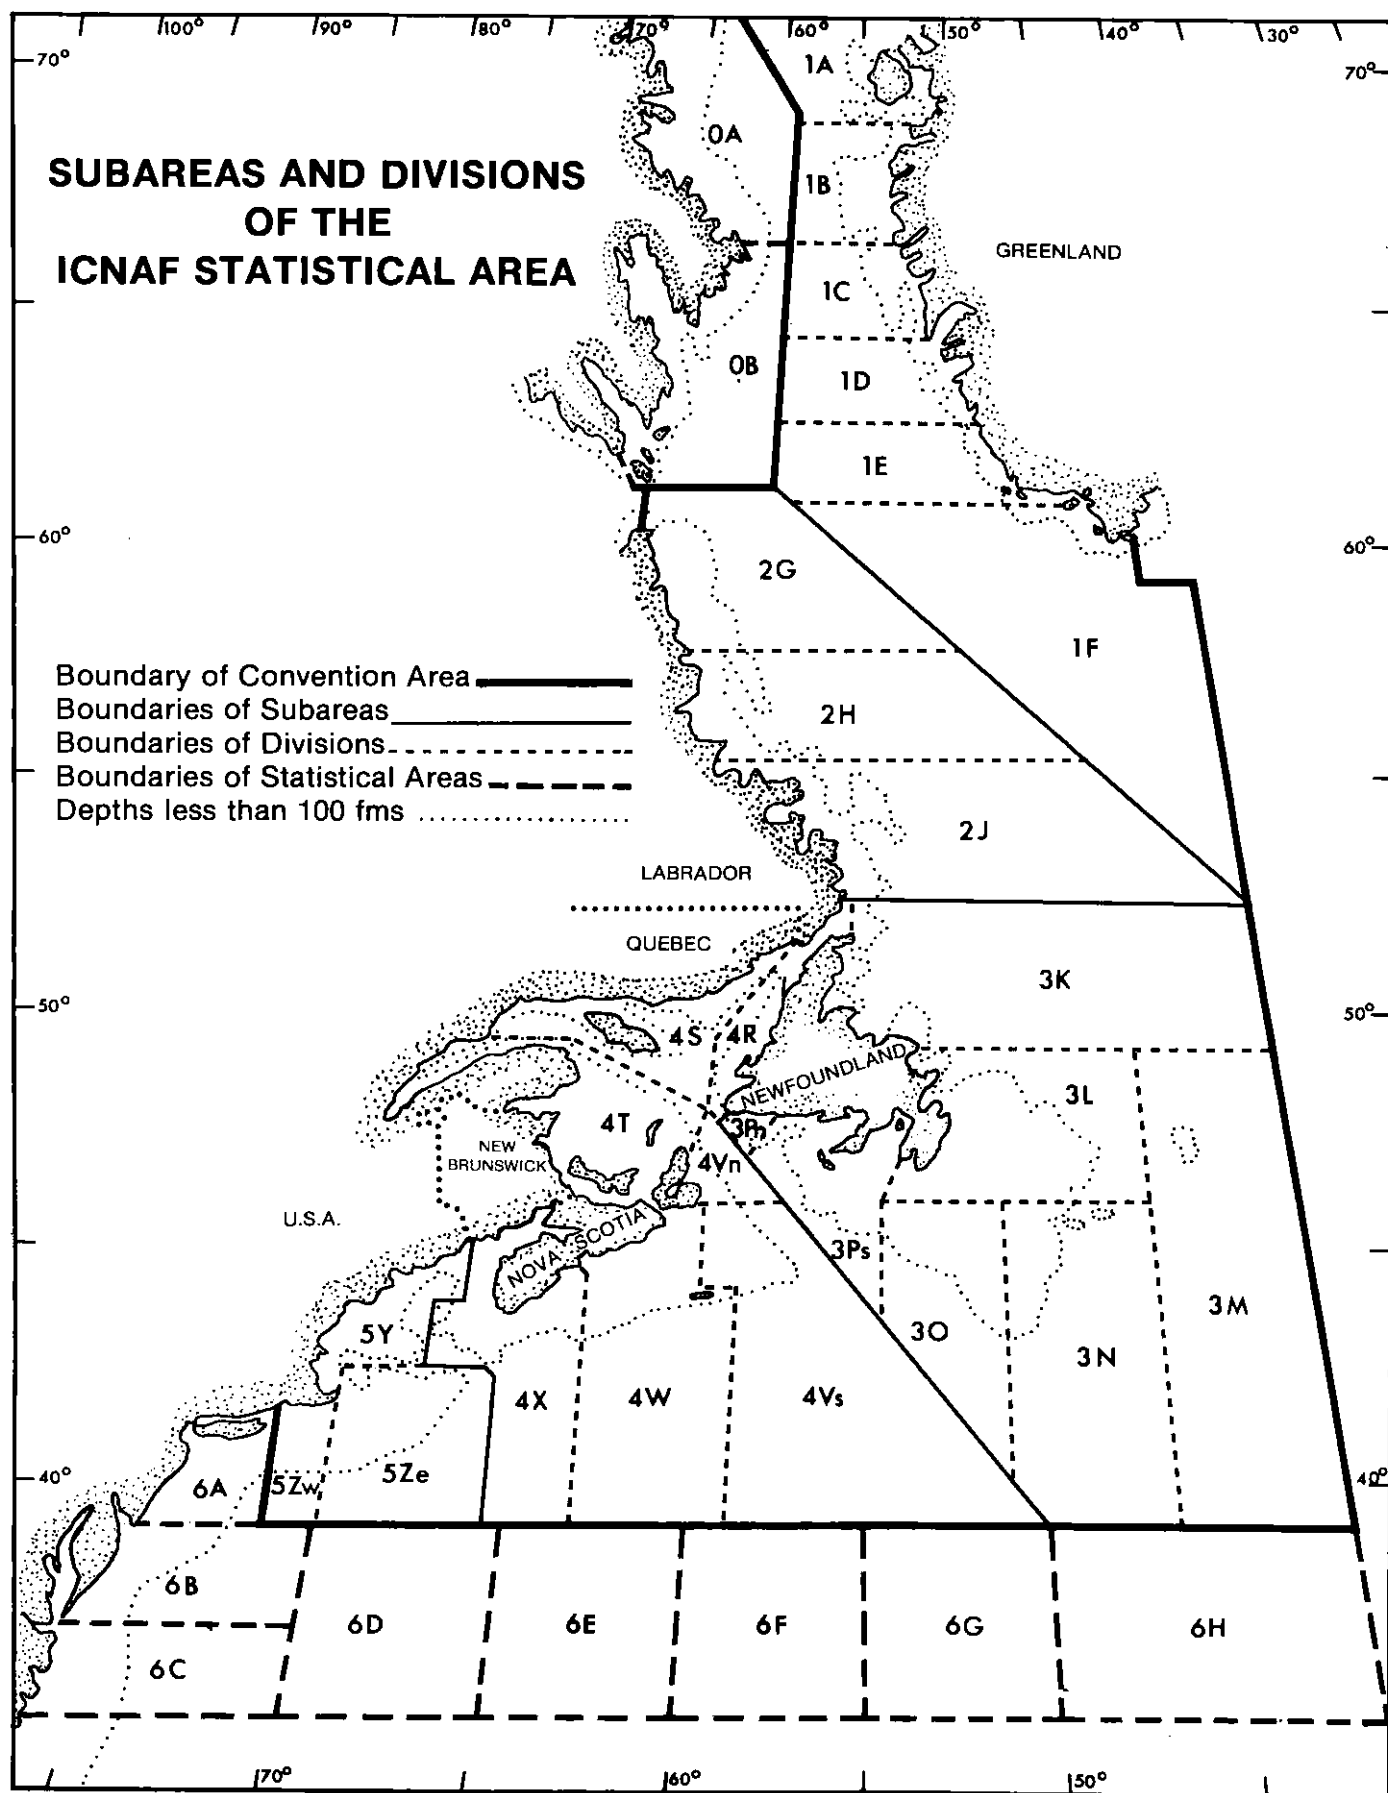 100° 90° 80° 70° 60° 50° 40° 30°
70° 1A 70°
0A
SUBAREAS AND DIVISIONS
OF THE
ICNAF STATISTICAL AREA
1B
GREENLAND
1C
0B
1D
1E
60° 60°
2G
1F
Boundary of Convention Area
Boundaries of Subareas
Boundaries of Divisions
Boundaries of Statistical Areas
Depths less than 100 fms
2H
2J
LABRADOR
QUEBEC
3K
50° 50°
4S 4R
NEWFOUNDLAND
3L
4T
3Pn
NEW
BRUNSWICK
4Vn
U.S.A.
NOVA SCOTIA
3Ps
3M
5Y
3O
3N
4X 4W 4Vs
40° 40°
6A 5Zw 5Ze
6B
6D 6E 6F 6G 6H
6C
70° 60° 50°